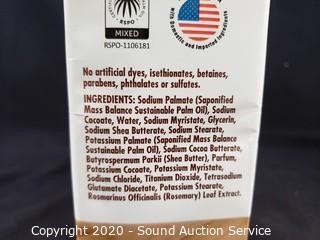 RSPO
MIXED
RSPO-1106181
with Domestic and Imported Ingredients
No artificial dyes, isethionates, betaines,
parabens, phthalates or sulfates.
INGREDIENTS: Sodium Palmate (Saponified
Mass Balance Sustainable Palm Oil), Sodium
Cocoate, Water, Sodium Myristate, Glycerin,
Sodium Shea Butterate, Sodium Stearate,
Potassium Palmate (Saponified Mass Balance
Sustainable Palm Oil), Sodium Cocoa Butterate,
Butyrospermum Parkii (Shea Butter), Parfum,
Potassium Cocoate, Potassium Myristate,
Sodium Chloride, Titanium Dioxide, Tetrasodium
Glutamate Diacetate, Potassium Stearate,
Rosmarinus Officinalis (Rosemary) Leaf Extract.
Copyright 2020 - Sound Auction Service